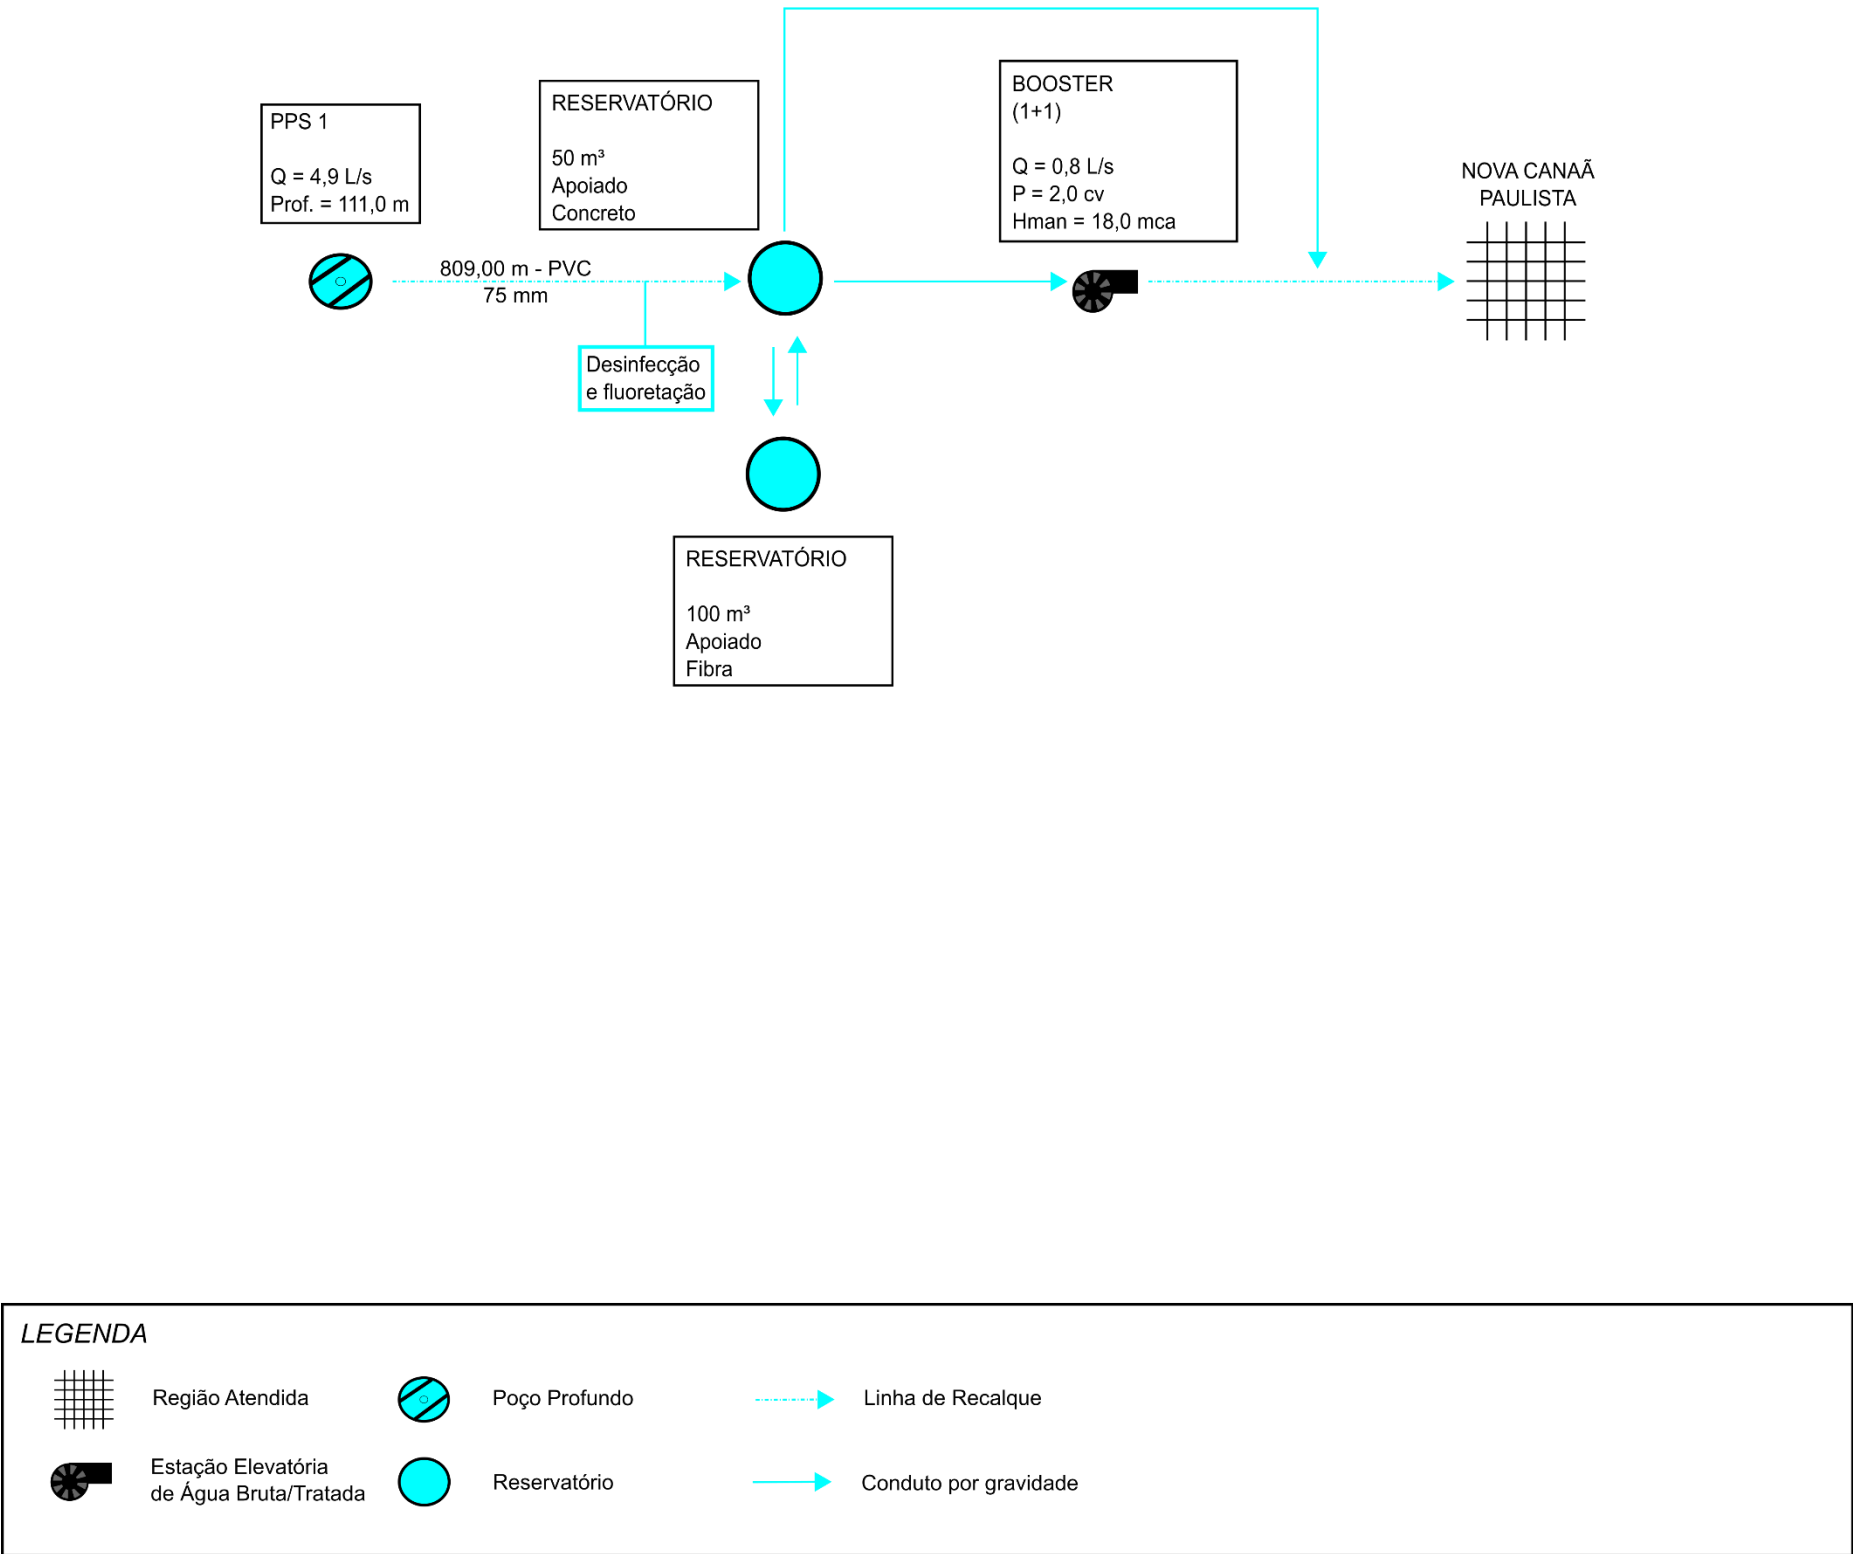 PPS 1
Q = 4,9 L/s
Prof. = 111,0 m
RESERVATÓRIO
50 m³
Apoiado
Concreto
BOOSTER
(1+1)
Q = 0,8 L/s
P = 2,0 cv
Hman = 18,0 mca
NOVA CANAÃ
PAULISTA
809,00 m - PVC
75 mm
Desinfecção
e fluoretação
RESERVATÓRIO
100 m³
Apoiado
Fibra
LEGENDA
Região Atendida
Poço Profundo
Linha de Recalque
Estação Elevatória
de Água Bruta/Tratada
Reservatório
Conduto por gravidade